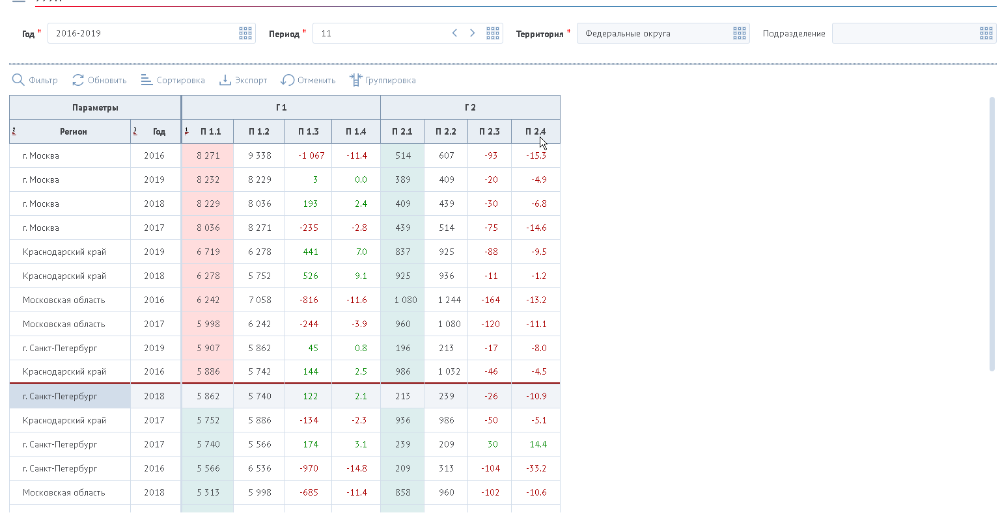 Год * 2016-2019 Период * 11 Территория * Федеральные округа Подразделение
Фильтр Обновить Сортировка Экспорт Отменить Группировка
Параметры Г 1 Г 2
2 Регион 3 Год 1 П 1.1 П 1.2 П 1.3 П 1.4 П 2.1 П 2.2 П 2.3 П 2.4
г. Москва 2016 8 271 9 338 -1 067 -11.4 514 607 -93 -15.3
г. Москва 2019 8 232 8 229 3 0.0 389 409 -20 -4.9
г. Москва 2018 8 229 8 036 193 2.4 409 439 -30 -6.8
г. Москва 2017 8 036 8 271 -235 -2.8 439 514 -75 -14.6
Краснодарский край 2019 6 719 6 278 441 7.0 837 925 -88 -9.5
Краснодарский край 2018 6 278 5 752 526 9.1 925 936 -11 -1.2
Московская область 2016 6 242 7 058 -816 -11.6 1 080 1 244 -164 -13.2
Московская область 2017 5 998 6 242 -244 -3.9 960 1 080 -120 -11.1
г. Санкт-Петербург 2019 5 907 5 862 45 0.8 196 213 -17 -8.0
Краснодарский край 2016 5 886 5 742 144 2.5 986 1 032 -46 -4.5
г. Санкт-Петербург 2018 5 862 5 740 122 2.1 213 239 -26 -10.9
Краснодарский край 2017 5 752 5 886 -134 -2.3 936 986 -50 -5.1
г. Санкт-Петербург 2017 5 740 5 566 174 3.1 239 209 30 14.4
г. Санкт-Петербург 2016 5 566 6 536 -970 -14.8 209 313 -104 -33.2
Московская область 2018 5 313 5 998 -685 -11.4 858 960 -102 -10.6